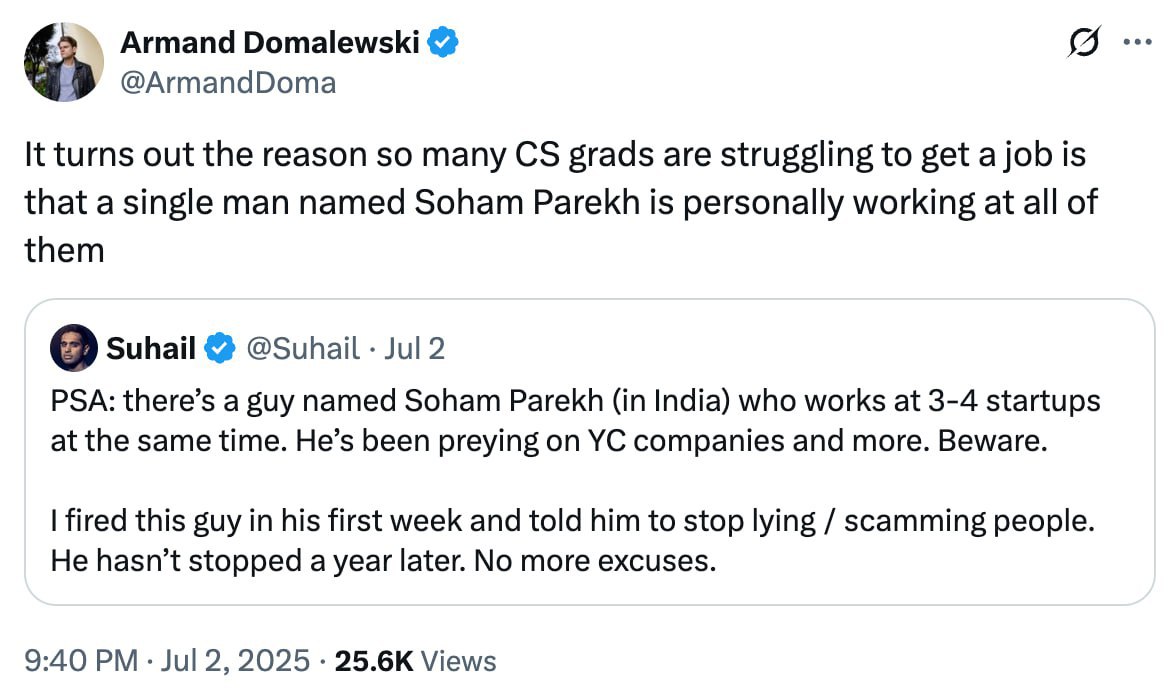 Armand Domalewski
@ArmandDoma
It turns out the reason so many CS grads are struggling to get a job is
that a single man named Soham Parekh is personally working at all of
them
Suhail @Suhail · Jul 2
PSA: there’s a guy named Soham Parekh (in India) who works at 3-4 startups
at the same time. He’s been preying on YC companies and more. Beware.
I fired this guy in his first week and told him to stop lying / scamming people.
He hasn’t stopped a year later. No more excuses.
9:40 PM · Jul 2, 2025 · 25.6K Views